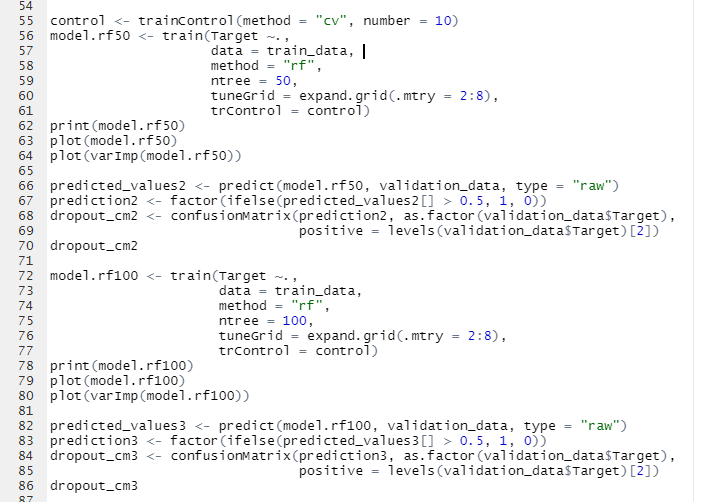 54
55 control <- trainControl(method = "cv", number = 10)
56 model.rf50 <- train(Target ~.,
57 data = train_data,
58 method = "rf",
59 ntree = 50,
60 tuneGrid = expand.grid(.mtry = 2:8),
61 trControl = control)
62 print(model.rf50)
63 plot(model.rf50)
64 plot(varImp(model.rf50))
65
66 predicted_values2 <- predict(model.rf50, validation_data, type = "raw")
67 prediction2 <- factor(ifelse(predicted_values2[] > 0.5, 1, 0))
68 dropout_cm2 <- confusionMatrix(prediction2, as.factor(validation_data$Target),
69 positive = levels(validation_data$Target)[2])
70 dropout_cm2
71
72 model.rf100 <- train(Target ~.,
73 data = train_data,
74 method = "rf",
75 ntree = 100,
76 tuneGrid = expand.grid(.mtry = 2:8),
77 trControl = control)
78 print(model.rf100)
79 plot(model.rf100)
80 plot(varImp(model.rf100))
81
82 predicted_values3 <- predict(model.rf100, validation_data, type = "raw")
83 prediction3 <- factor(ifelse(predicted_values3[] > 0.5, 1, 0))
84 dropout_cm3 <- confusionMatrix(prediction3, as.factor(validation_data$Target),
85 positive = levels(validation_data$Target)[2])
86 dropout_cm3
87